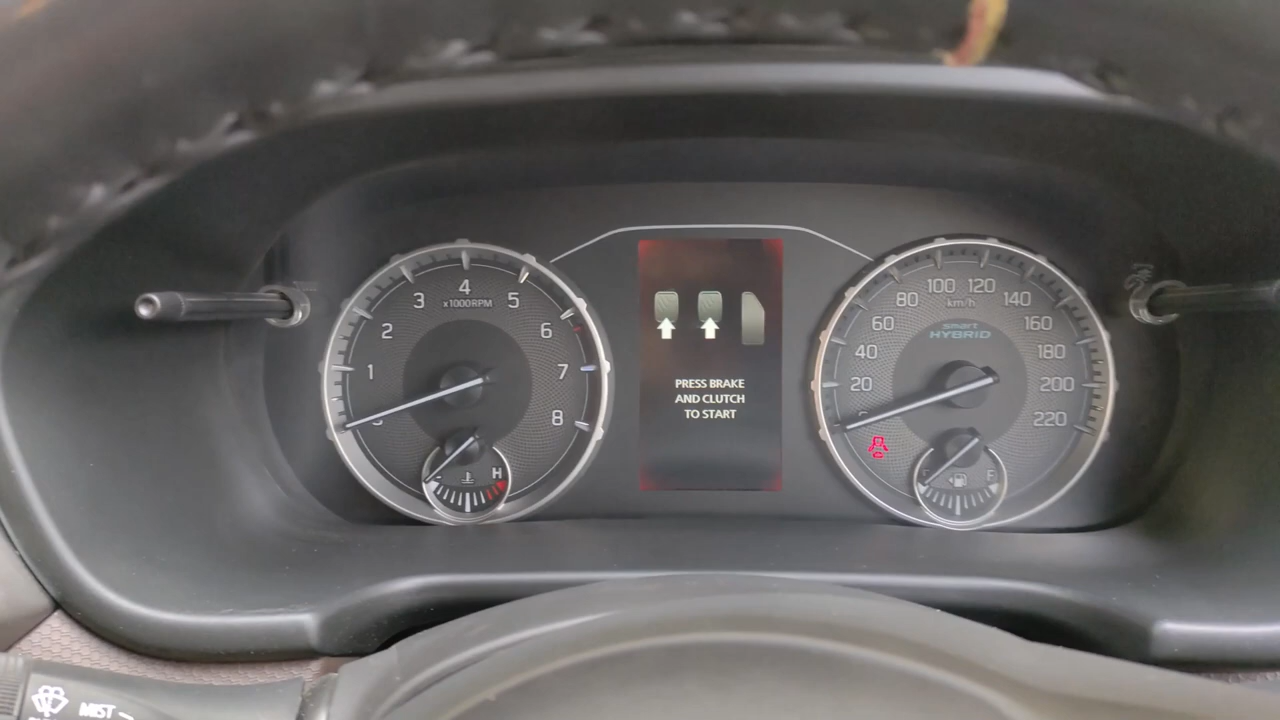 4
3
5
x1000RPM
2
6
1
7
8
H
PRESS BRAKE
AND CLUTCH
TO START
100 120
80
140
km/h
60
160
smart
HYBRID
40
180
20
200
220
F
MIST